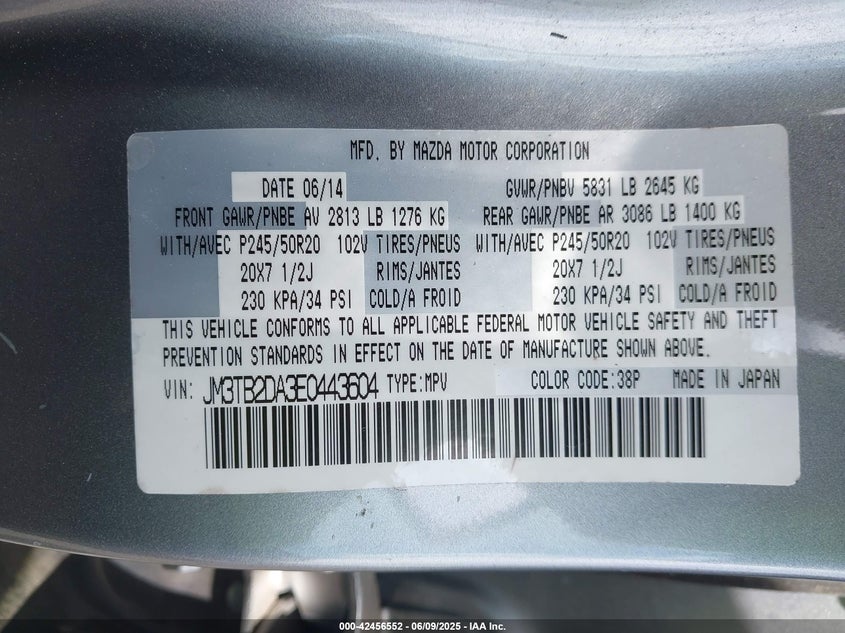 MFD. BY MAZDA MOTOR CORPORATION
DATE 06/14 GVWR/PNBV 5831 LB 2645 KG
FRONT GAWR/PNBE AV 2813 LB 1276 KG REAR GAWR/PNBE AR 3086 LB 1400 KG
WITH/AVEC P245/50R20 102V TIRES/PNEUS WITH/AVEC P245/50R20 102V TIRES/PNEUS
20X7 1/2J RIMS/JANTES 20X7 1/2J RIMS/JANTES
230 KPA/34 PSI COLD/A FROID 230 KPA/34 PSI COLD/A FROID
THIS VEHICLE CONFORMS TO ALL APPLICABLE FEDERAL MOTOR VEHICLE SAFETY AND THEFT
PREVENTION STANDARDS IN EFFECT ON THE DATE OF MANUFACTURE SHOWN ABOVE.
VIN: JM3TB2DA3E0443604 TYPE:MPV COLOR CODE:38P MADE IN JAPAN
000-42456552 - 06/09/2025 - IAA Inc.